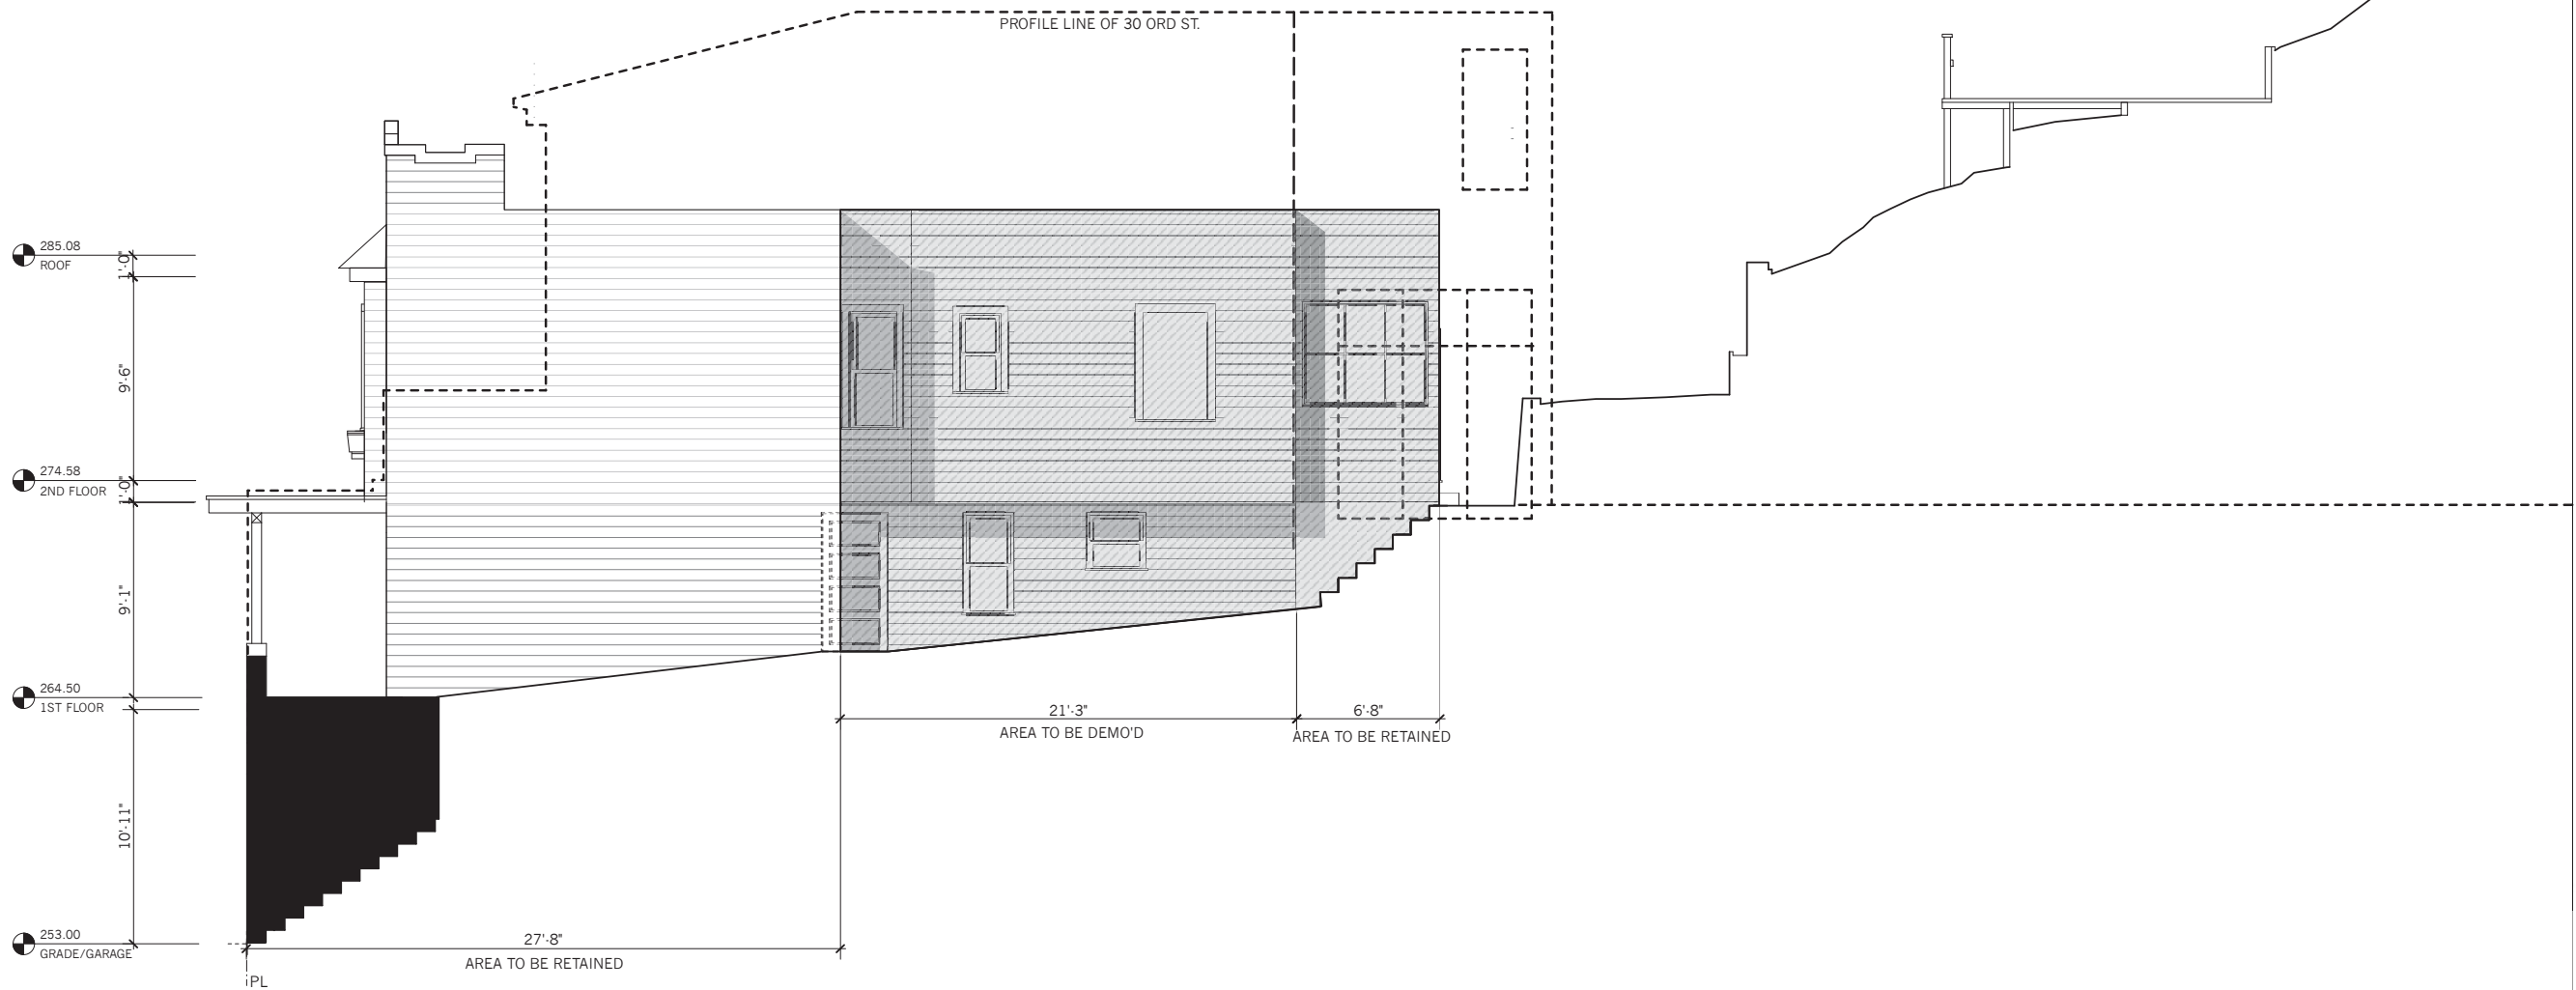 PROFILE LINE OF 30 ORD ST.
285.08
ROOF
1'-0"
9'-6"
274.58
2ND FLOOR
1'-0"
9'-1"
264.50
1ST FLOOR
21'-3"
6'-8"
AREA TO BE DEMO'D
AREA TO BE RETAINED
10'-11"
253.00
GRADE/GARAGE
27'-8"
AREA TO BE RETAINED
PL